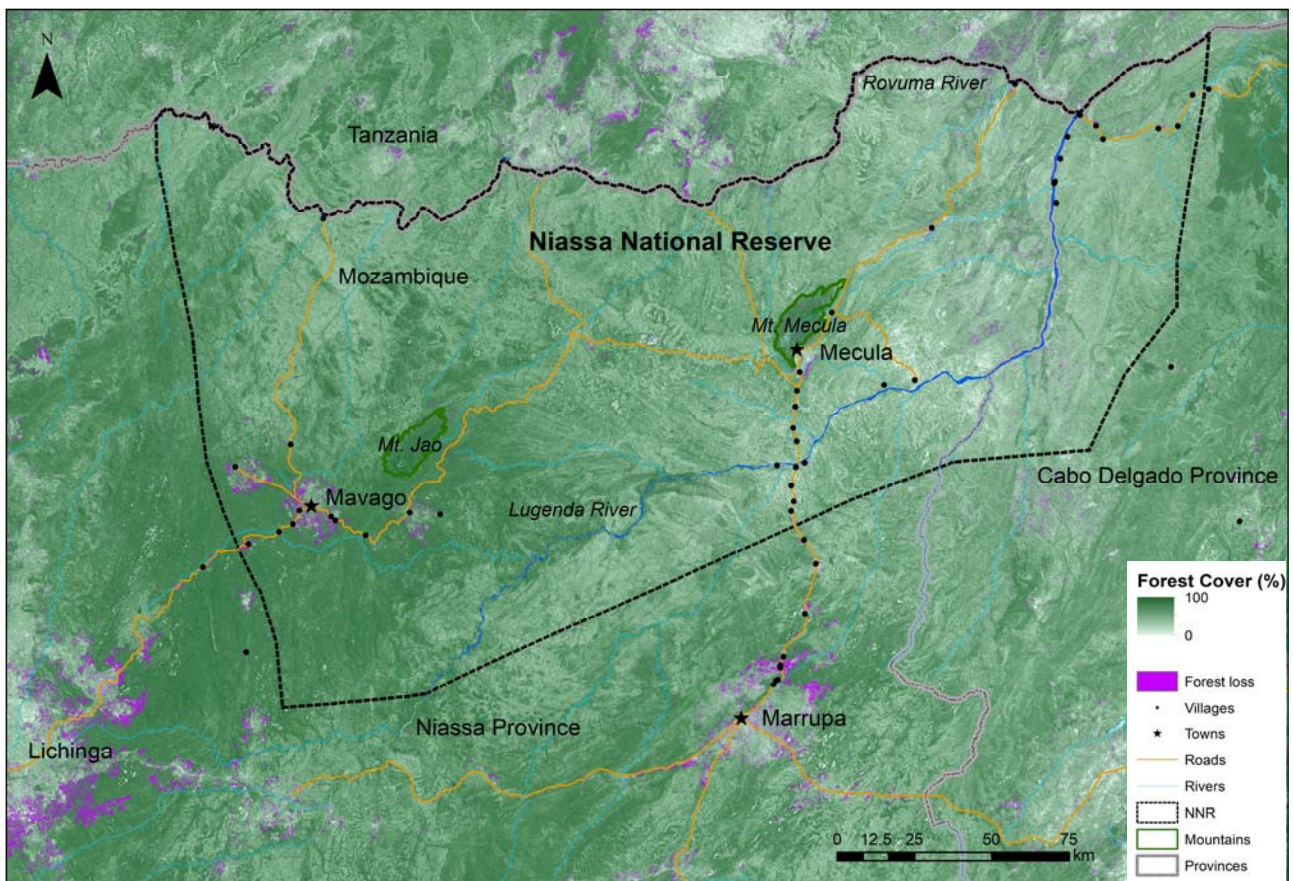 N
Rovuma River
Tanzania
Niassa National Reserve
Mozambique
Mt. Mecula
Mecula
Mt. Jao
Cabo Delgado Province
Mavago
Lugenda River
Niassa Province
Marrupa
Lichinga
Forest Cover (%)
100
0
Forest loss
Villages
Towns
Roads
Rivers
NNR
Mountains
Provinces
0 12.5 25 50 75
km